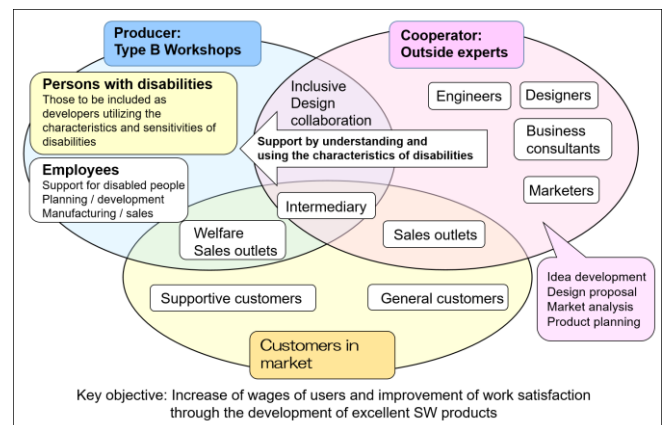 Producer:
Type B Workshops
Cooperator:
Outside experts
Persons with disabilities
Those to be included as
developers utilizing the
characteristics and sensitivities of
disabilities
Employees
Support for disabled people
Planning / development
Manufacturing / sales
Inclusive
Design
collaboration
Support by understanding and
using the characteristics of disabilities
Engineers
Designers
Business
consultants
Marketers
Intermediary
Welfare
Sales outlets
Sales outlets
Supportive customers
General customers
Idea development
Design proposal
Market analysis
Product planning
Customers in
market
Key objective: Increase of wages of users and improvement of work satisfaction
through the development of excellent SW products